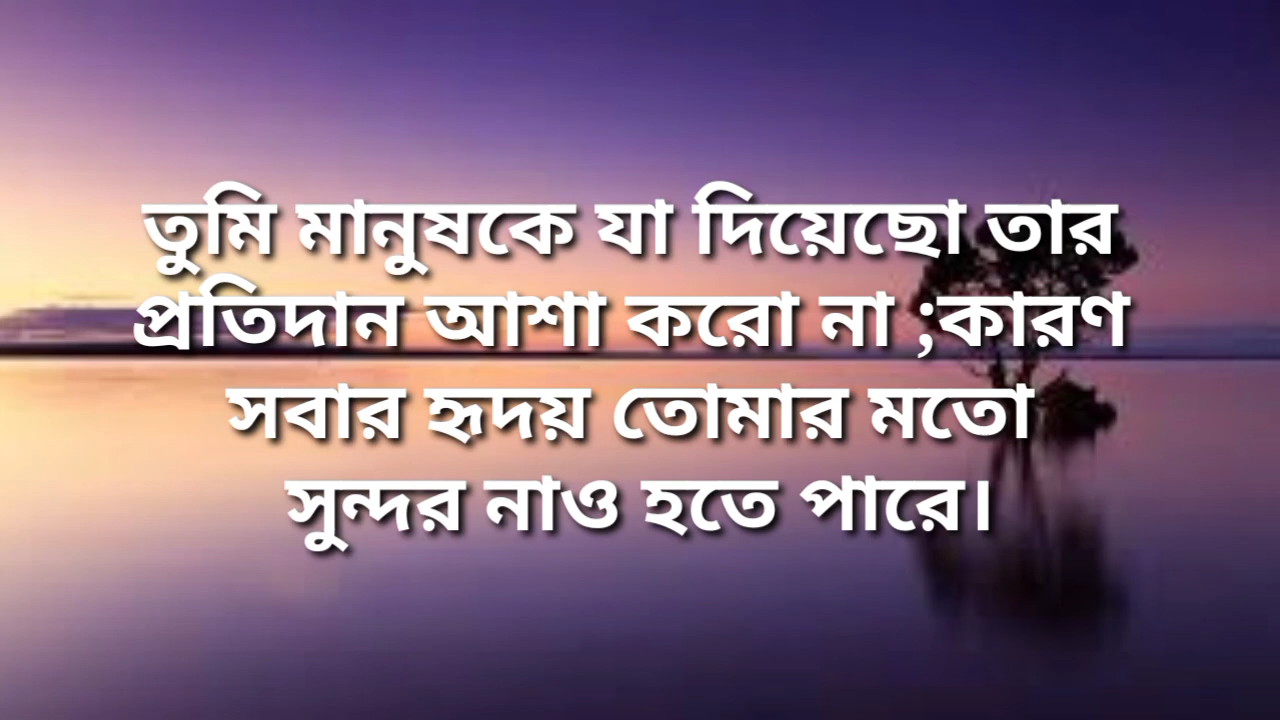 তুমি মানুষকে যা দিয়েছো তার
প্রতিদান আশা করো না ;কারণ
সবার হৃদয় তোমার মতো
সুন্দর নাও হতে পারে।